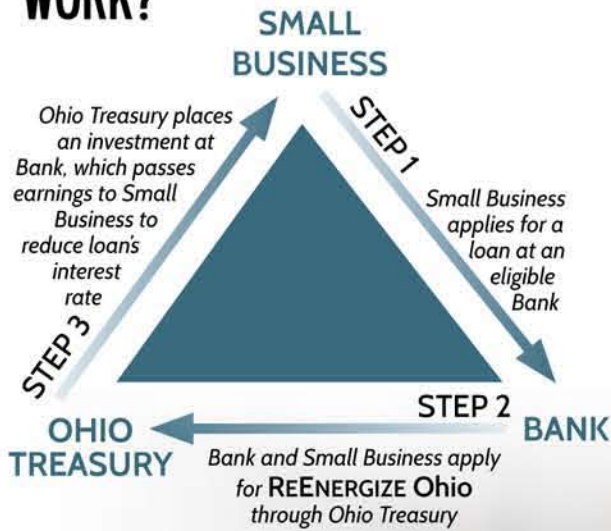 WORK?
SMALL
BUSINESS
STEP 1
Small Business
applies for a
loan at an
eligible
Bank
BANK
STEP 2
Bank and Small Business apply
for REENERGIZE Ohio
through Ohio Treasury
OHIO
TREASURY
STEP 3
Ohio Treasury places
an investment at
Bank, which passes
earnings to Small
Business to
reduce loan's
interest
rate